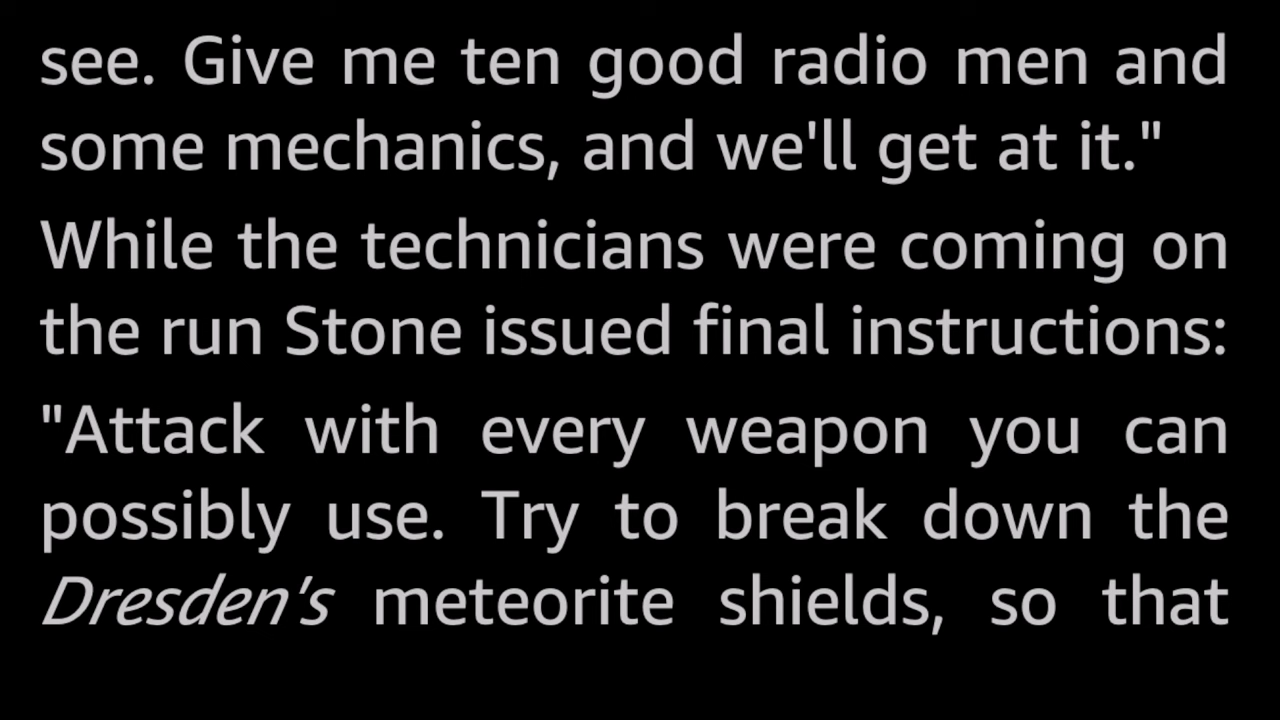 see. Give me ten good radio men and
some mechanics, and we'll get at it."
While the technicians were coming on
the run Stone issued final instructions:
"Attack with every weapon you can
possibly use. Try to break down the
Dresden's meteorite shields, so that